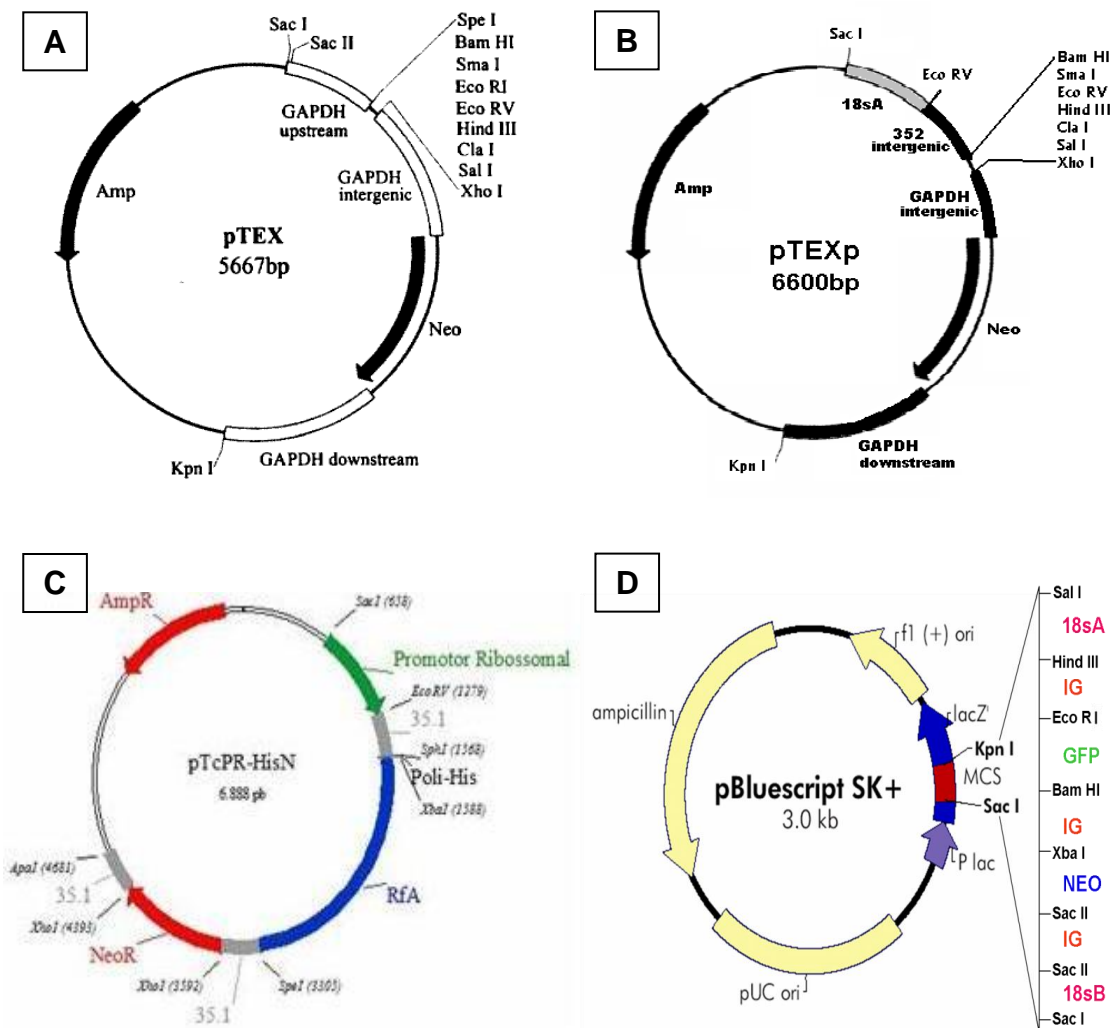 A
Sac I
Sac II
Spe I
Bam HI
Sma I
Eco RI
Eco RV
Hind III
Cla I
Sal I
Xho I
GAPDH
upstream
GAPDH
intergenic
Amp
pTEX
5667bp
Neo
Kpn I
GAPDH downstream
B
Sac I
Eco RV
Bam HI
Sma I
Eco RV
Hind III
Cla I
Sal I
Xho I
18sA
352
intergenic
GAPDH
intergenic
Amp
pTEXp
6600bp
Neo
Kpn I
GAPDH
downstream
C
AmpR
SacI (638)
Promotor Ribossomal
EcoRV (1279)
35.1
SphI (1568)
Poli-His
XbaI (1588)
pTcPR-HisN
6.888 pb
RfA
ApaI (4681)
35.1
XhoI (4393)
NeoR
XhoI (3592)
SpeI (3305)
35.1
D
f1 (+) ori
ampicillin
lacZ'
Kpn I
MCS
Sac I
P lac
pBluescript SK+
3.0 kb
pUC ori
Sal I
18sA
Hind III
IG
Eco R I
GFP
Bam HI
IG
Xba I
NEO
Sac II
IG
Sac II
18sB
Sac I